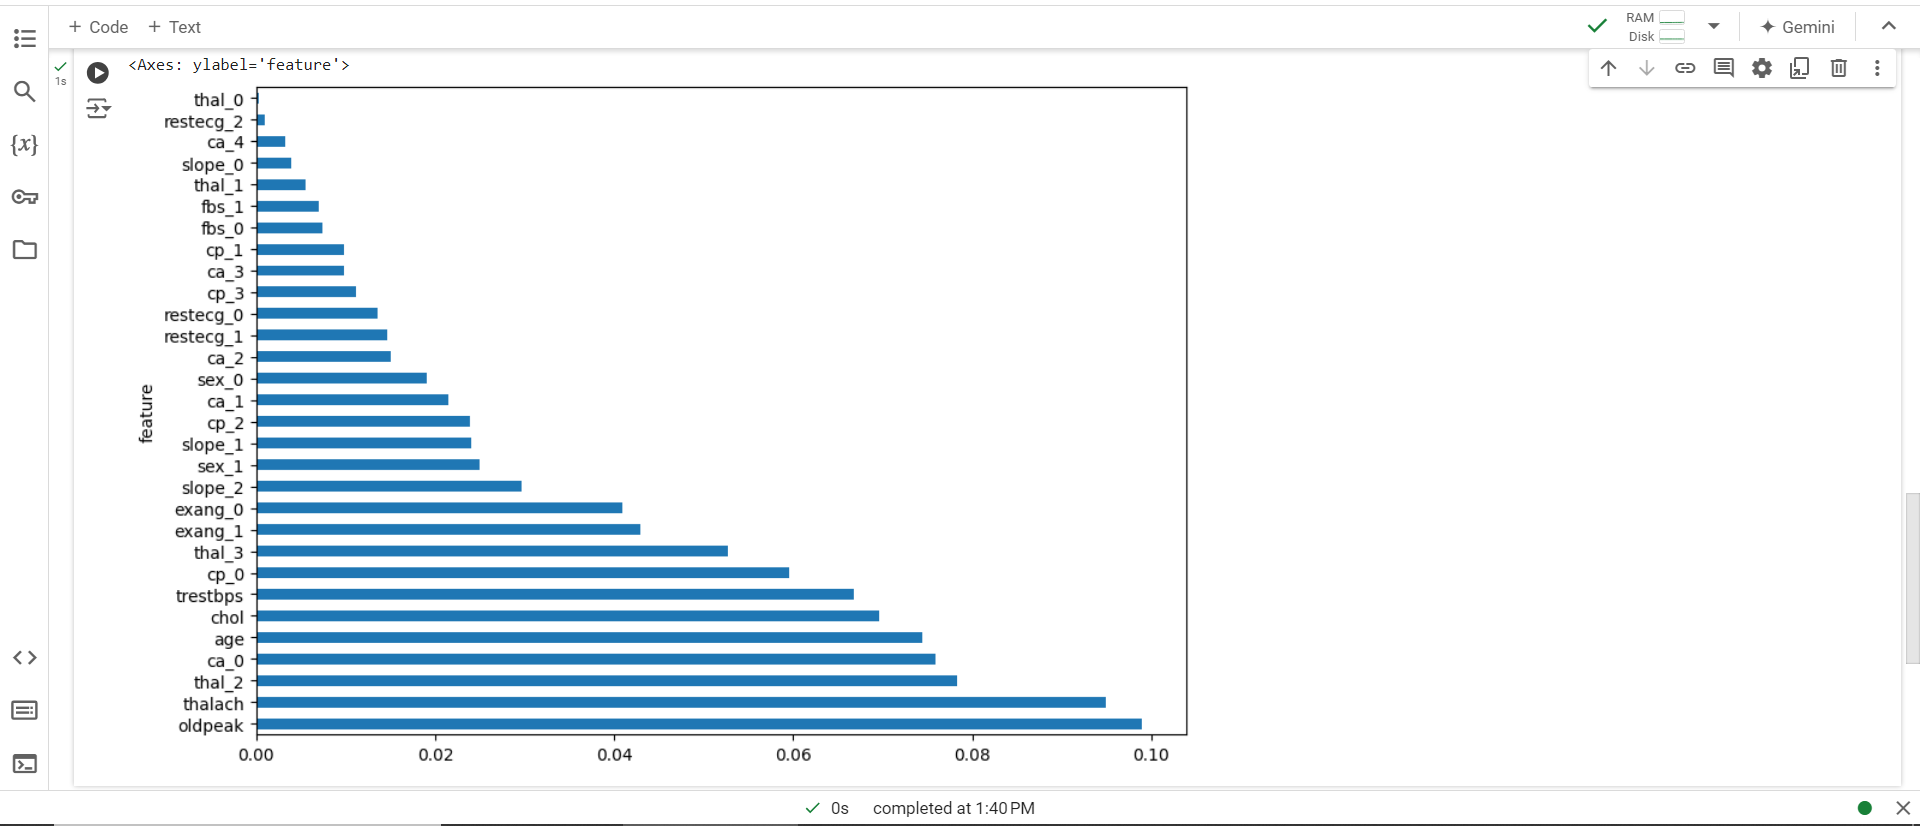 + Code + Text
RAM
Disk
Gemini
1s
<Axes: ylabel='feature'>
{x}
thal_0
restecg_2
ca_4
slope_0
thal_1
fbs_1
fbs_0
cp_1
ca_3
cp_3
restecg_0
restecg_1
ca_2
sex_0
ca_1
cp_2
slope_1
sex_1
slope_2
exang_0
exang_1
thal_3
cp_0
trestbps
chol
age
ca_0
thal_2
thalach
oldpeak
feature
0.00 0.02 0.04 0.06 0.08 0.10
0s completed at 1:40 PM